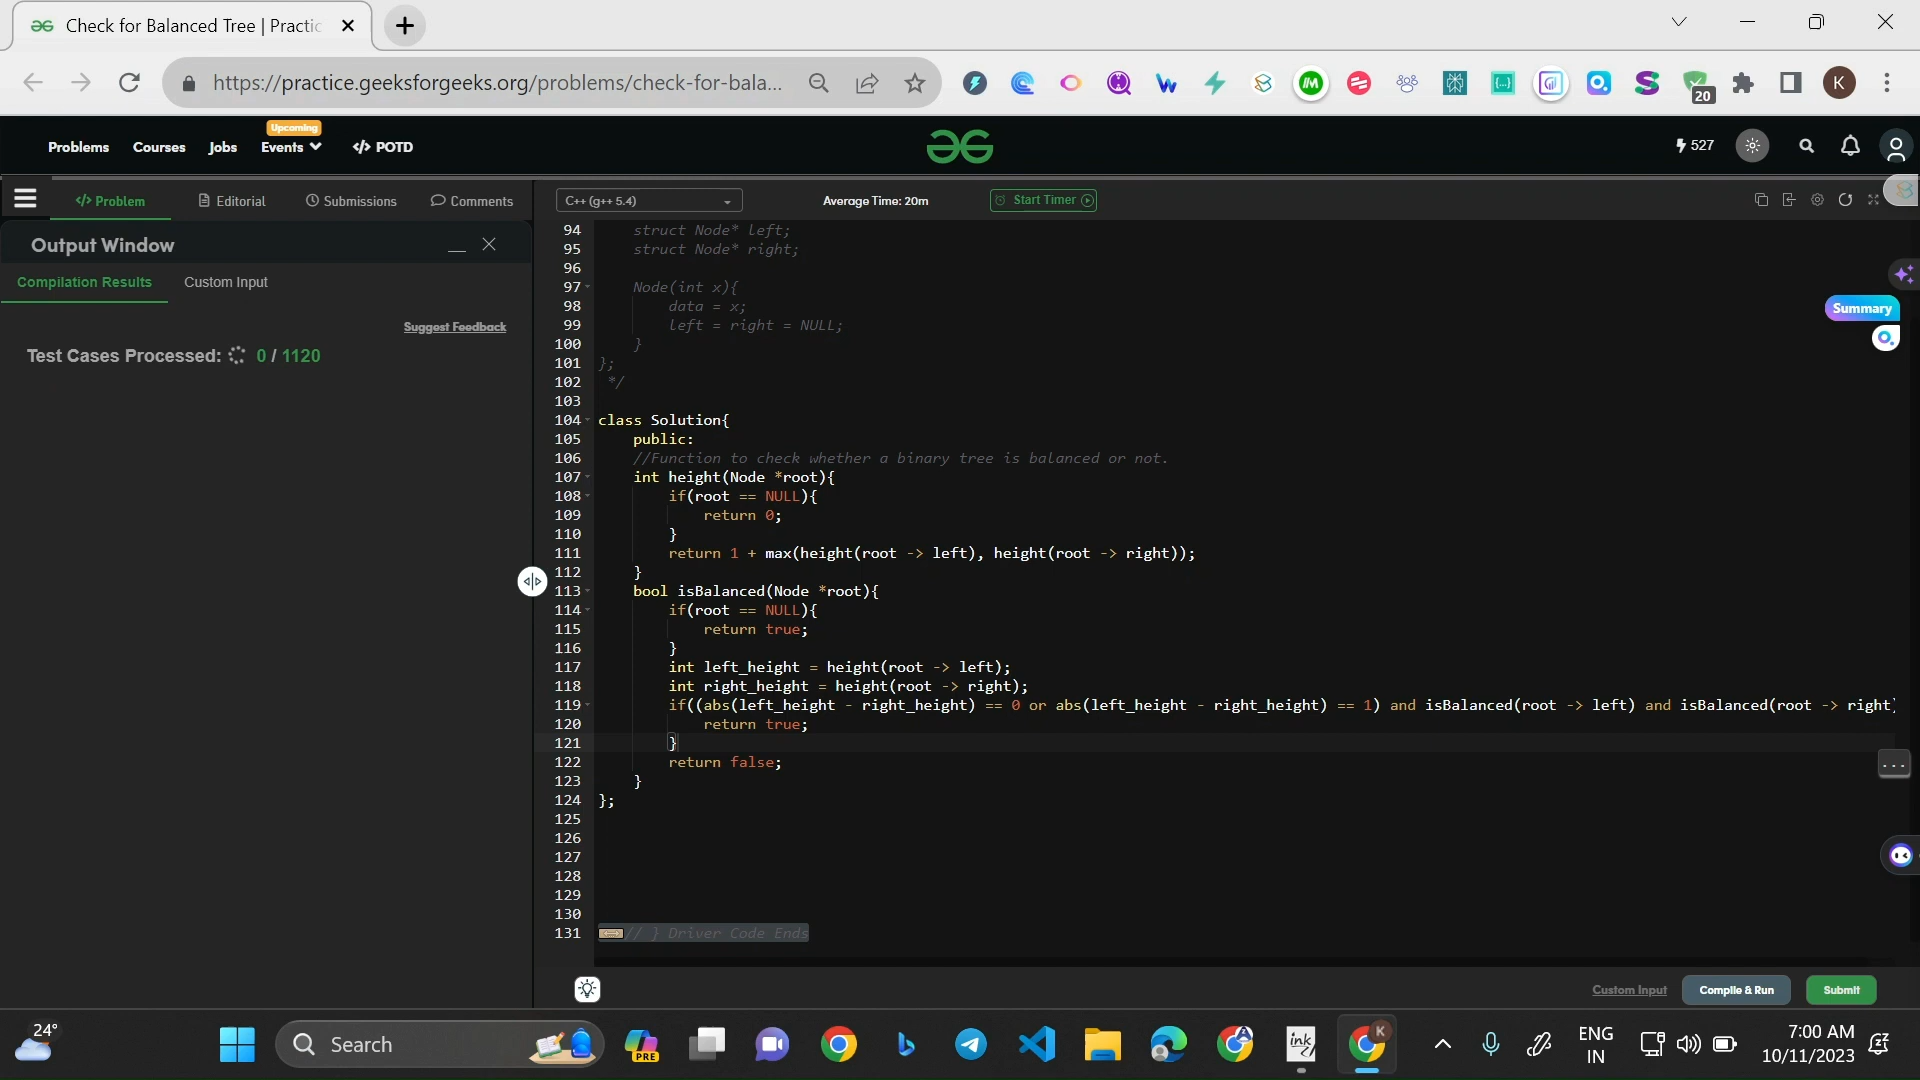 Check for Balanced Tree | Practic
https://practice.geeksforgeeks.org/problems/check-for-bala...
20
K
Problems
Courses
Jobs
Upcoming
Events
</> POTD
527
</> Problem
Editorial
Submissions
Comments
C++ (g++ 5.4)
Average Time: 20m
Start Timer
Output Window
Compilation Results
Custom Input
Suggest Feedback
Test Cases Processed: 0 / 1120
94 struct Node* left;
95 struct Node* right;
96
97 Node(int x){
98 data = x;
99 left = right = NULL;
100 }
101 };
102 */
103
104 class Solution{
105 public:
106 //Function to check whether a binary tree is balanced or not.
107 int height(Node *root){
108 if(root == NULL){
109 return 0;
110 }
111 return 1 + max(height(root -> left), height(root -> right));
112 }
113 bool isBalanced(Node *root){
114 if(root == NULL){
115 return true;
116 }
117 int left_height = height(root -> left);
118 int right_height = height(root -> right);
119 if((abs(left_height - right_height) == 0 or abs(left_height - right_height) == 1) and isBalanced(root -> left) and isBalanced(root -> right)
120 return true;
121 }
122 return false;
123 }
124 };
125
126
127
128
129
130
131 // } Driver Code Ends
Summary
...
Custom Input
Compile & Run
Submit
24°
Search
PRE
ink
K
ENG
IN
7:00 AM
10/11/2023